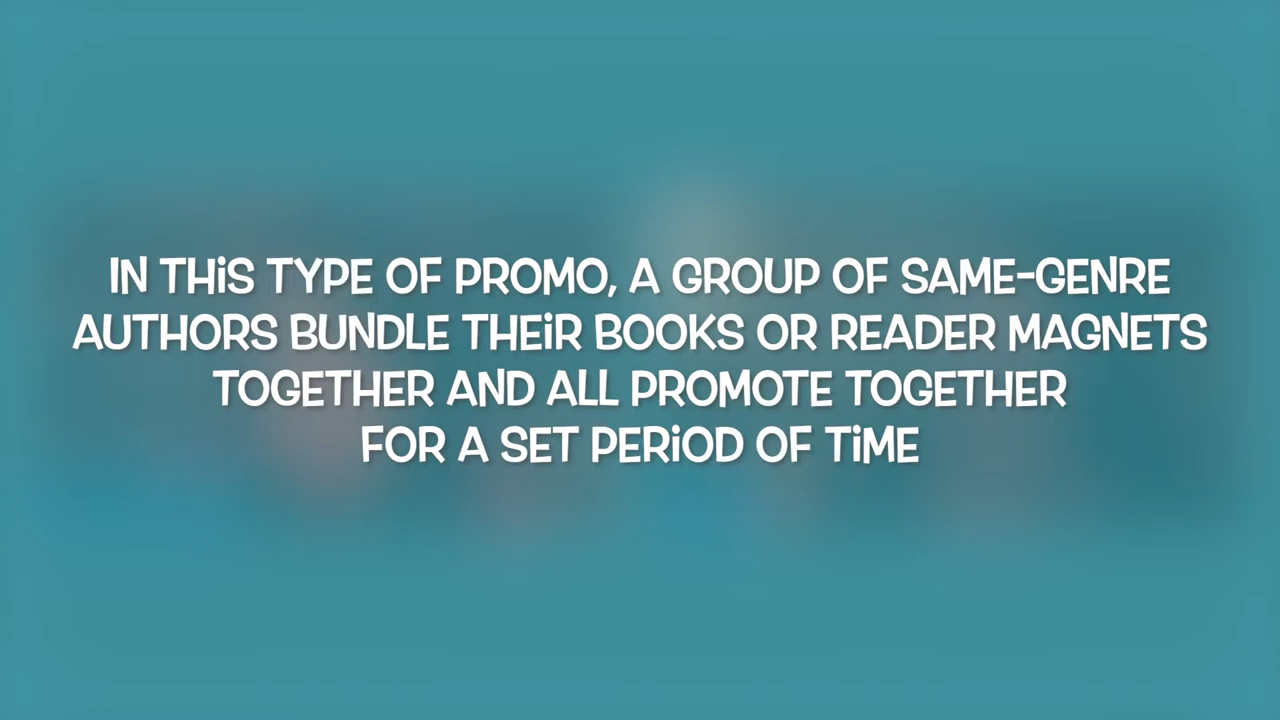 IN THiS TYPE OF PROMO, A GROUP OF SAME-GENRE
AUTHORS BUNDLE THEiR BOOKS OR READER MAGNETS
TOGETHER AND ALL PROMOTE TOGETHER
FOR A SET PERiOD OF TiME